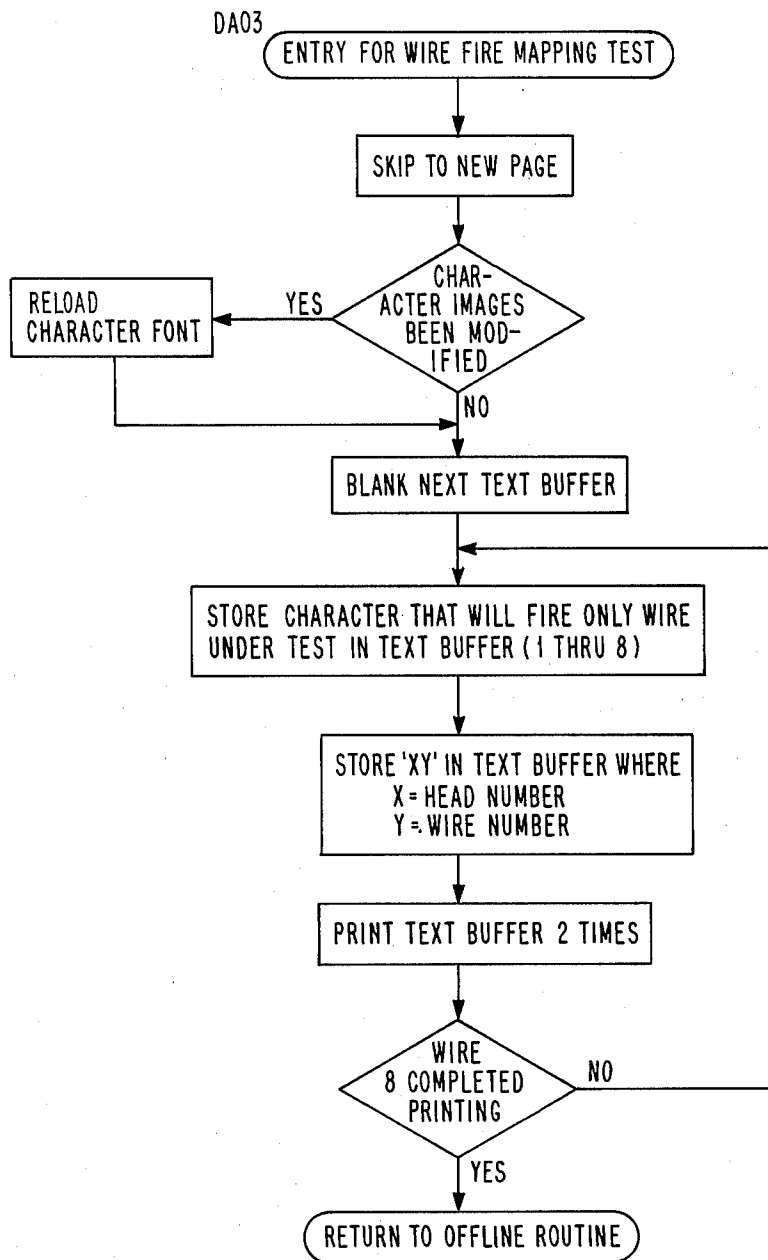 DA03
ENTRY FOR WIRE FIRE MAPPING TEST
SKIP TO NEW PAGE
CHAR-
ACTER IMAGES
BEEN MOD-
IFIED
YES
RELOAD
CHARACTER FONT
NO
BLANK NEXT TEXT BUFFER
STORE CHARACTER THAT WILL FIRE ONLY WIRE
UNDER TEST IN TEXT BUFFER (1 THRU 8)
STORE 'XY' IN TEXT BUFFER WHERE
X = HEAD NUMBER
Y = WIRE NUMBER
PRINT TEXT BUFFER 2 TIMES
WIRE
8 COMPLETED
PRINTING
NO
YES
RETURN TO OFFLINE ROUTINE